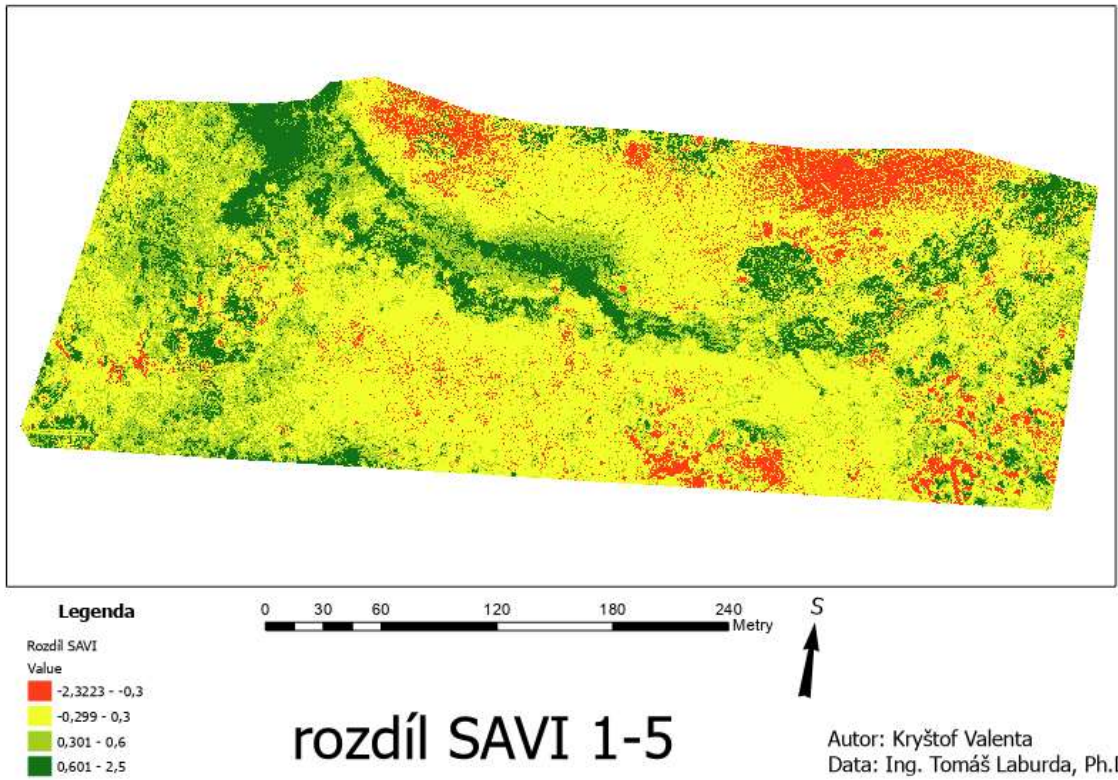 Legenda
Rozdíl SAVI
Value
-2,3223 - -0,3
-0,299 - 0,3
0,301 - 0,6
0,601 - 2,5
0 30 60 120 180 240
Metry
S
rozdíl SAVI 1-5
Autor: Kryštof Valenta
Data: Ing. Tomáš Laburda, Ph.